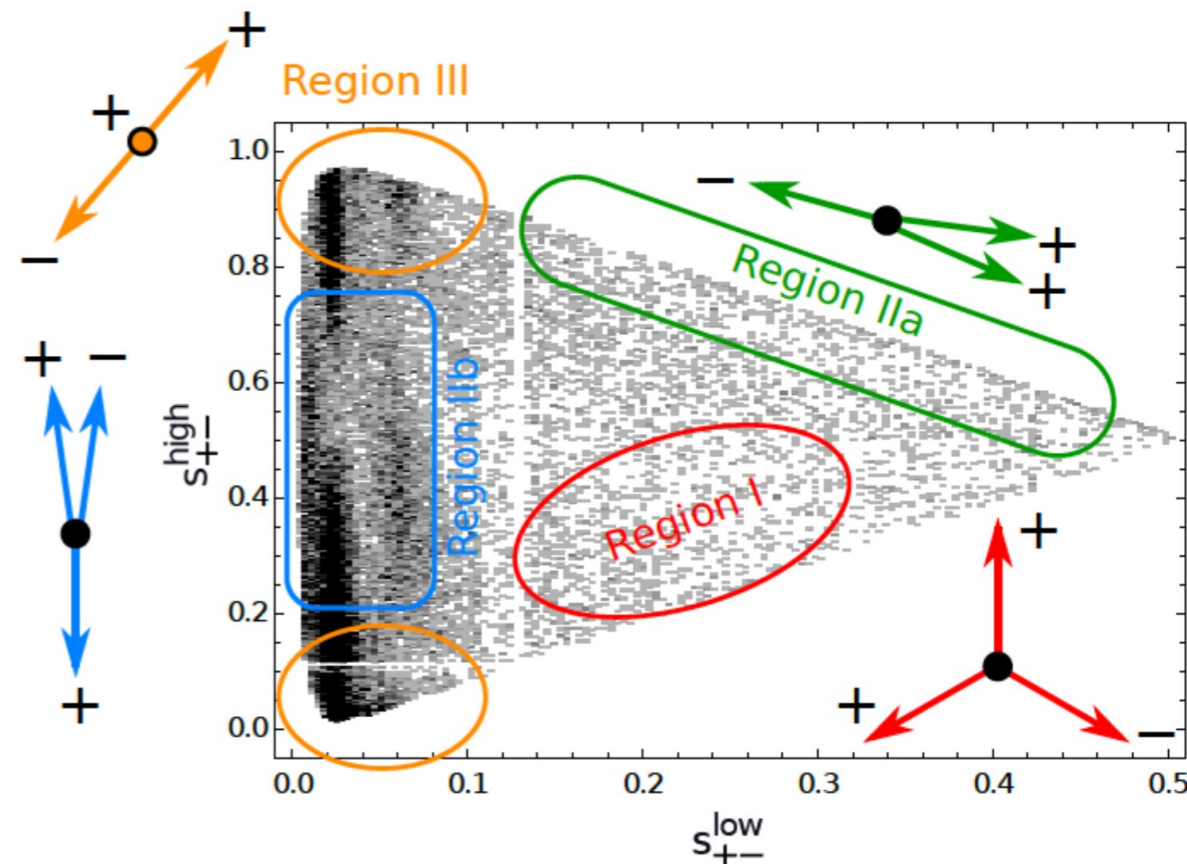 +
Region III
+
−
1.0
0.8
0.6
0.4
0.2
0.0
s+−^high
−
+
+
Region IIa
+ −
+
Region IIb
Region I
+
+
−
0.0 0.1 0.2 0.3 0.4 0.5
s+−^low